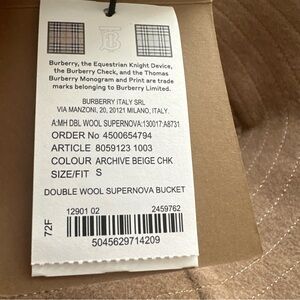 Burberry, the Equestrian Knight Device,
the Burberry Check, and the Thomas
Burberry Monogram and Print are trade
marks belonging to Burberry Limited.
BURBERRY ITALY SRL
VIA MANZONI, 20, 20121 MILANO, ITALY.
A:MH DBL WOOL SUPERNOVA:130017:A8731
ORDER No 4500654794
ARTICLE 8059123 1003
COLOUR ARCHIVE BEIGE CHK
SIZE/FIT S
DOUBLE WOOL SUPERNOVA BUCKET
72F
12901 02 2459762
5045629714209